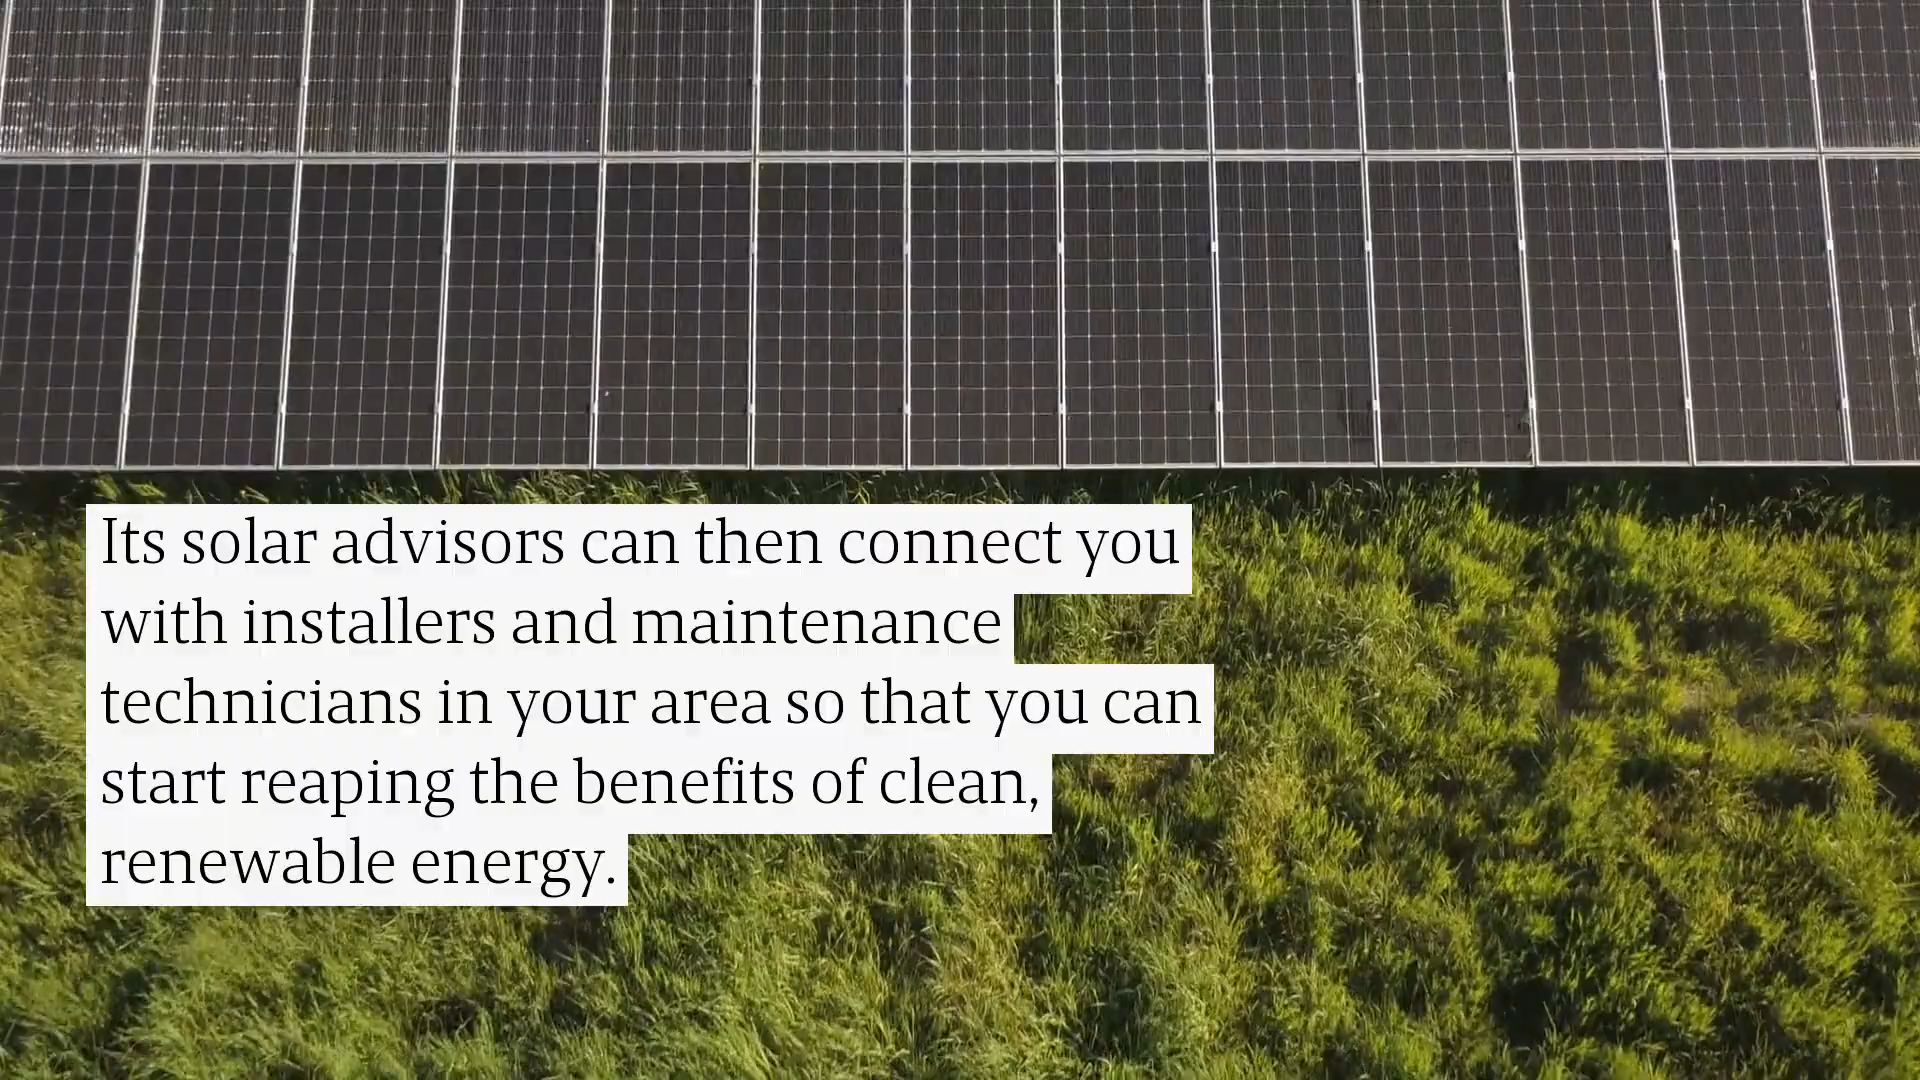 Its solar advisors can then connect you
with installers and maintenance
technicians in your area so that you can
start reaping the benefits of clean,
renewable energy.